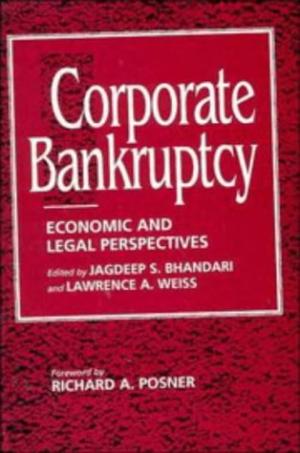 Corporate
Bankruptcy
ECONOMIC AND
LEGAL PERSPECTIVES
Edited by JAGDEEP S. BHANDARI
and LAWRENCE A. WEISS
Foreword by
RICHARD A. POSNER